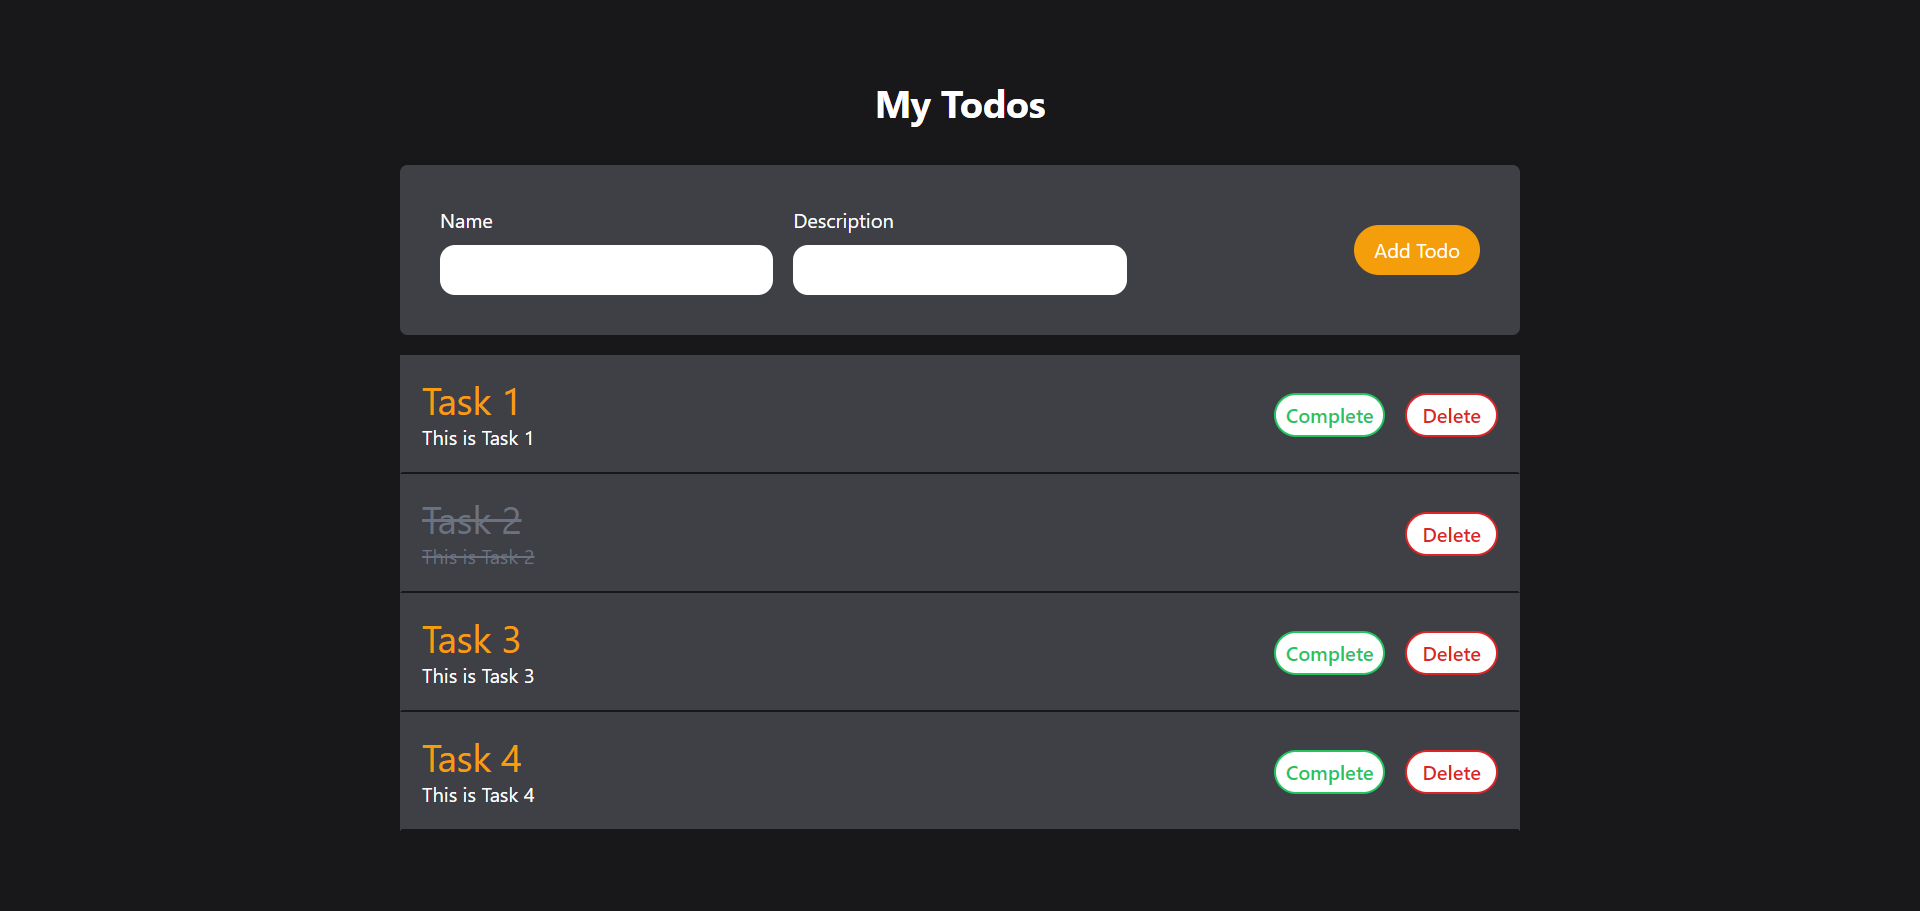 My Todos
Name
Description
Add Todo
Task 1
This is Task 1
Complete
Delete
Task 2
This is Task 2
Delete
Task 3
This is Task 3
Complete
Delete
Task 4
This is Task 4
Complete
Delete